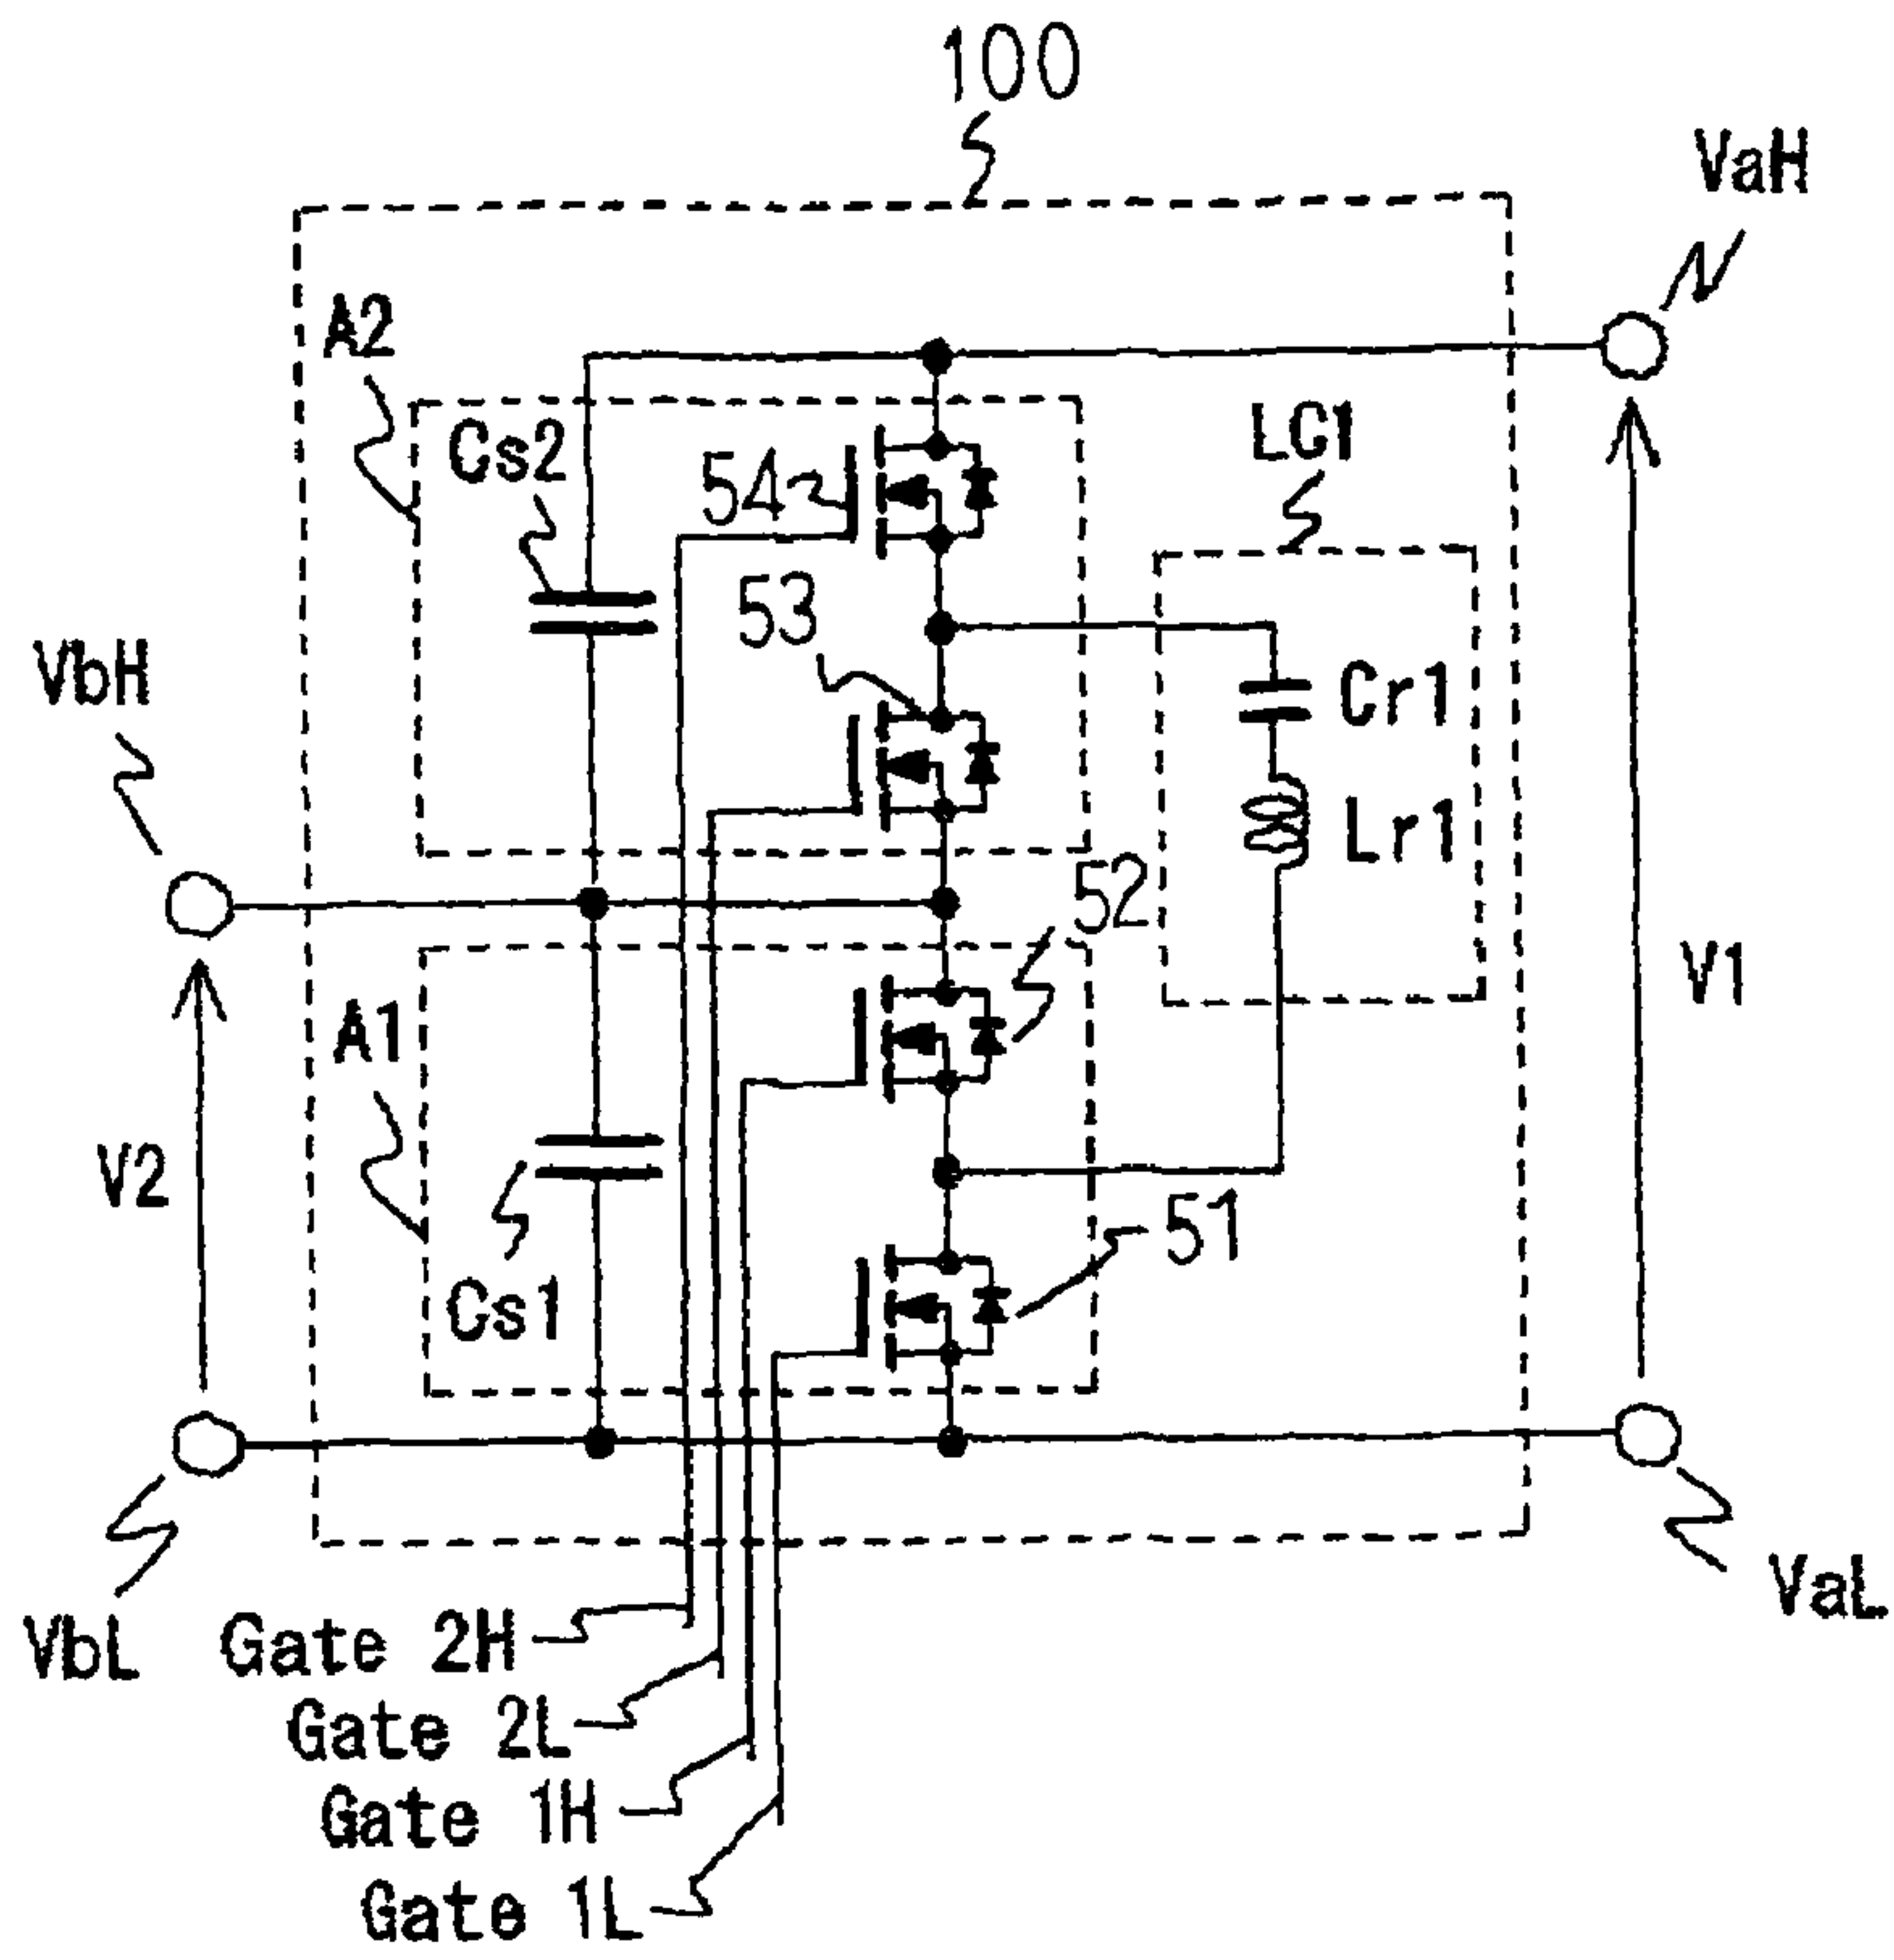 100
VaH
A2
Cs2
54
LC1
53
VbH
Cr1
Lr1
52
A1
V1
V2
51
Cs1
VaL
VbL
Gate 2H
Gate 2L
Gate 1H
Gate 1L